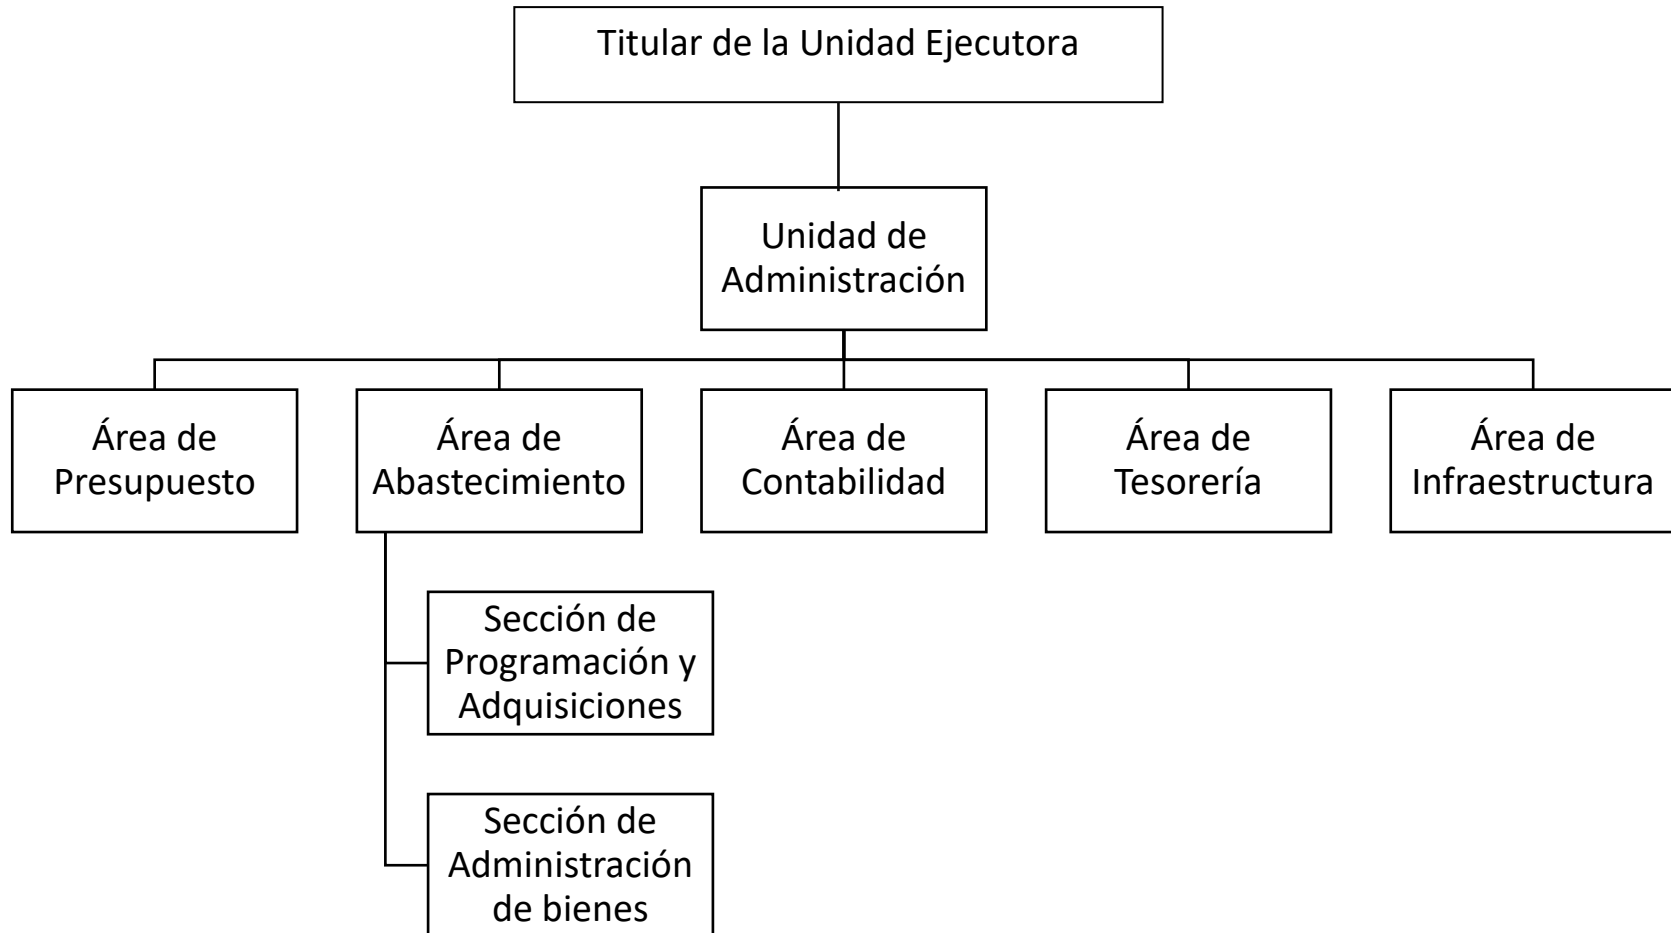 Titular de la Unidad Ejecutora
Unidad de
Administración
Área de
Presupuesto
Área de
Abastecimiento
Área de
Contabilidad
Área de
Tesorería
Área de
Infraestructura
Sección de
Programación y
Adquisiciones
Sección de
Administración
de bienes